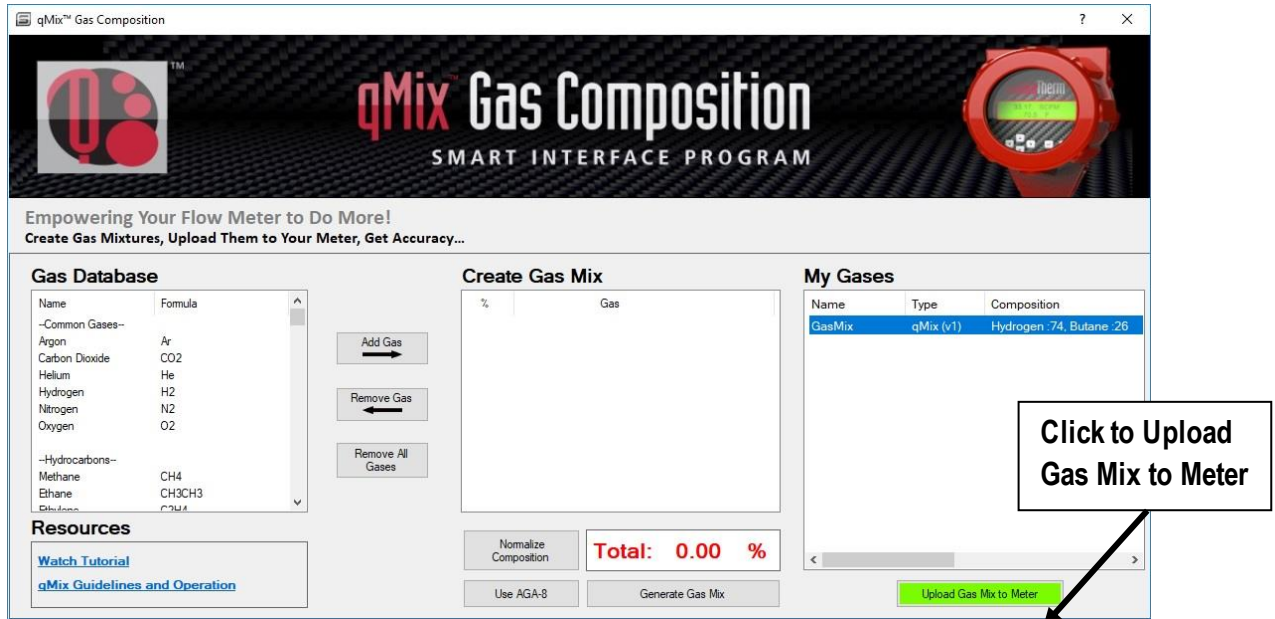 qMix™ Gas Composition
? ×
TM
qMix™ Gas Composition
SMART INTERFACE PROGRAM
Empowering Your Flow Meter to Do More!
Create Gas Mixtures, Upload Them to Your Meter, Get Accuracy...
Gas Database
Name Formula
--Common Gases--
Argon Ar
Carbon Dioxide CO2
Helium He
Hydrogen H2
Nitrogen N2
Oxygen O2
--Hydrocarbons--
Methane CH4
Ethane CH3CH3
Ethylene C2H4
Resources
Watch Tutorial
qMix Guidelines and Operation
Add Gas
Remove Gas
Remove All
Gases
Create Gas Mix
% Gas
Normalize
Composition
Total: 0.00 %
Use AGA-8
Generate Gas Mix
My Gases
Name Type Composition
GasMix qMix (v1) Hydrogen :74, Butane :26
Upload Gas Mix to Meter
Click to Upload
Gas Mix to Meter